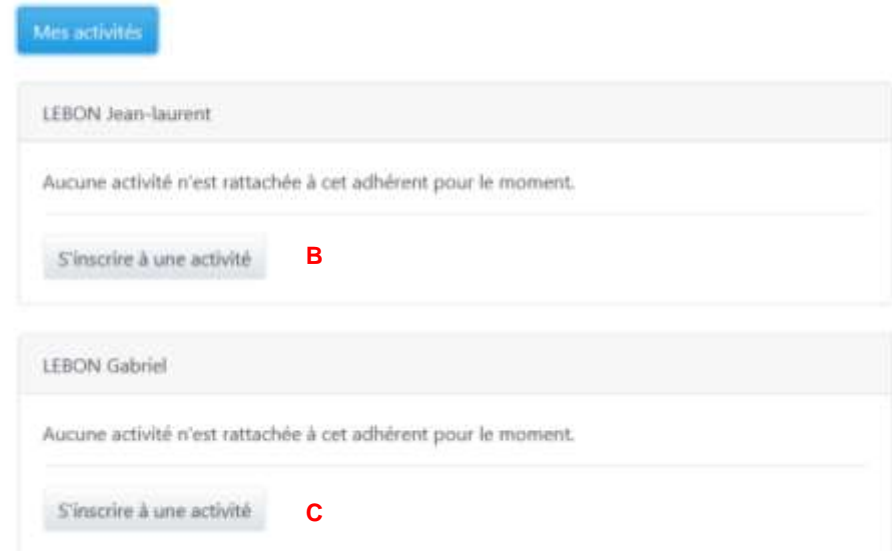 Mes activités
LEBON Jean-laurent
Aucune activité n'est rattachée à cet adhérent pour le moment.
S'inscrire à une activité B
LEBON Gabriel
Aucune activité n'est rattachée à cet adhérent pour le moment.
S'inscrire à une activité C